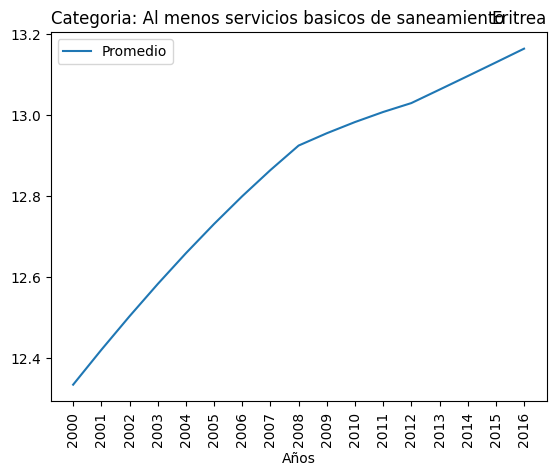 Categoria: Al menos servicios basicos de saneamiento Eritrea
Promedio
13.2
13.0
12.8
12.6
12.4
2000 2001 2002 2003 2004 2005 2006 2007 2008 2009 2010 2011 2012 2013 2014 2015 2016
Años